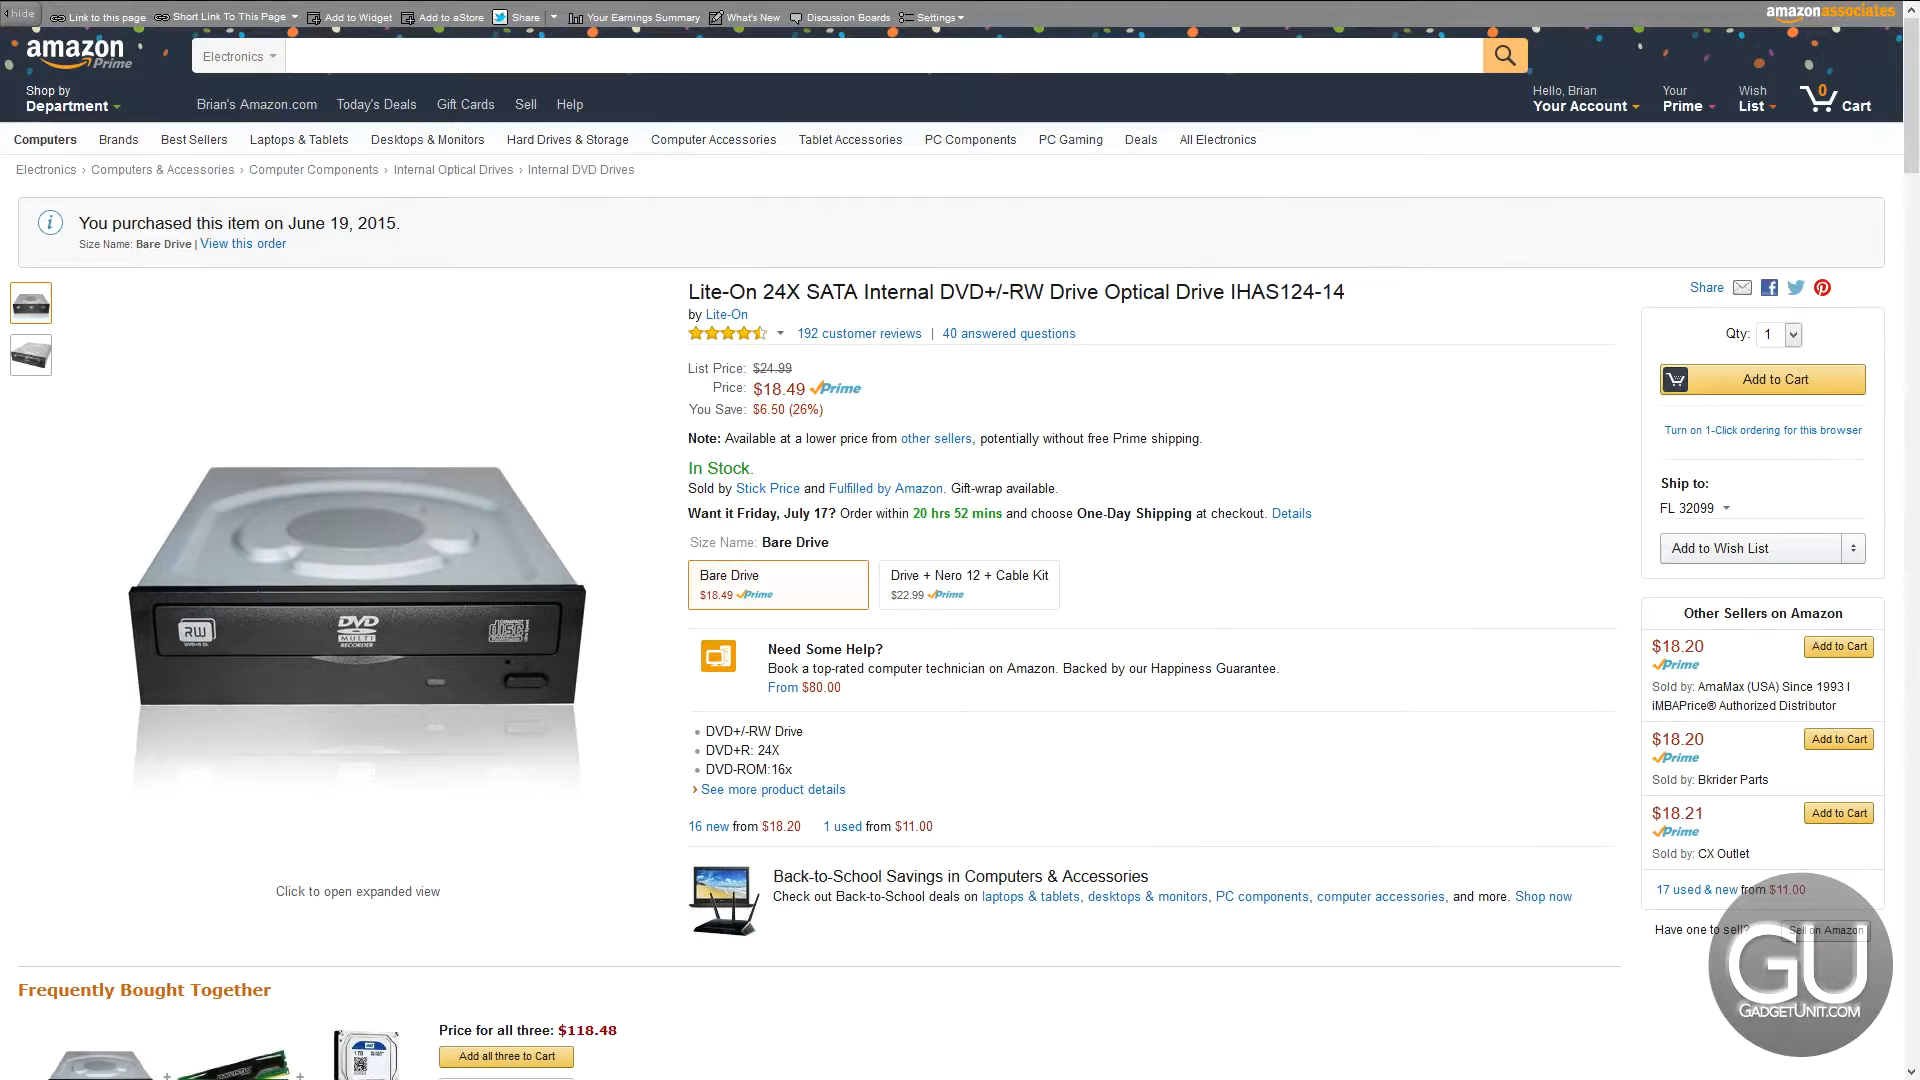 hide Link to this page Short Link To This Page Add to Widget Add to aStore Share Your Earnings Summary What's New Discussion Boards Settings amazonassociates
amazon Prime
Electronics
Shop by
Department
Brian's Amazon.com Today's Deals Gift Cards Sell Help
Hello, Brian
Your Account
Your
Prime
Wish
List
0
Cart
Computers Brands Best Sellers Laptops & Tablets Desktops & Monitors Hard Drives & Storage Computer Accessories Tablet Accessories PC Components PC Gaming Deals All Electronics
Electronics › Computers & Accessories › Computer Components › Internal Optical Drives › Internal DVD Drives
You purchased this item on June 19, 2015.
Size Name: Bare Drive | View this order
RW
DVD+R DL
DVD
MULTI
RECORDER
COMPACT
disc
Click to open expanded view
Lite-On 24X SATA Internal DVD+/-RW Drive Optical Drive IHAS124-14
by Lite-On
192 customer reviews | 40 answered questions
List Price: $24.99
Price: $18.49 Prime
You Save: $6.50 (26%)
Note: Available at a lower price from other sellers, potentially without free Prime shipping.
In Stock.
Sold by Stick Price and Fulfilled by Amazon. Gift-wrap available.
Want it Friday, July 17? Order within 20 hrs 52 mins and choose One-Day Shipping at checkout. Details
Size Name: Bare Drive
Bare Drive
$18.49 Prime
Drive + Nero 12 + Cable Kit
$22.99 Prime
Need Some Help?
Book a top-rated computer technician on Amazon. Backed by our Happiness Guarantee.
From $80.00
DVD+/-RW Drive
DVD+R: 24X
DVD-ROM:16x
› See more product details
16 new from $18.20 1 used from $11.00
Back-to-School Savings in Computers & Accessories
Check out Back-to-School deals on laptops & tablets, desktops & monitors, PC components, computer accessories, and more. Shop now
Share
Qty: 1
Add to Cart
Turn on 1-Click ordering for this browser
Ship to:
FL 32099
Add to Wish List
Other Sellers on Amazon
$18.20 Add to Cart
Prime
Sold by: AmaMax (USA) Since 1993 l
iMBAPrice® Authorized Distributor
$18.20 Add to Cart
Prime
Sold by: Bkrider Parts
$18.21 Add to Cart
Prime
Sold by: CX Outlet
17 used & new from $11.00
Have one to sell? Sell on Amazon
GU
GADGETUNIT.COM
Frequently Bought Together
Price for all three: $118.48
Add all three to Cart
+ +
WD
1TB